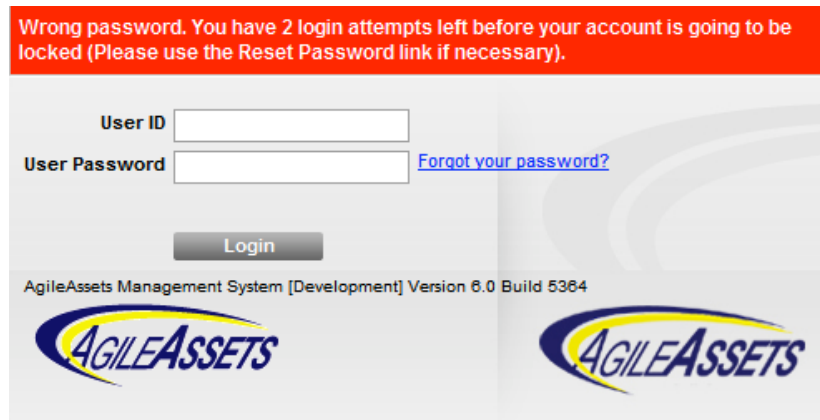 Wrong password. You have 2 login attempts left before your account is going to be
locked (Please use the Reset Password link if necessary).
User ID
User Password Forgot your password?
Login
AgileAssets Management System [Development] Version 6.0 Build 5364
AGILEASSETS AGILEASSETS